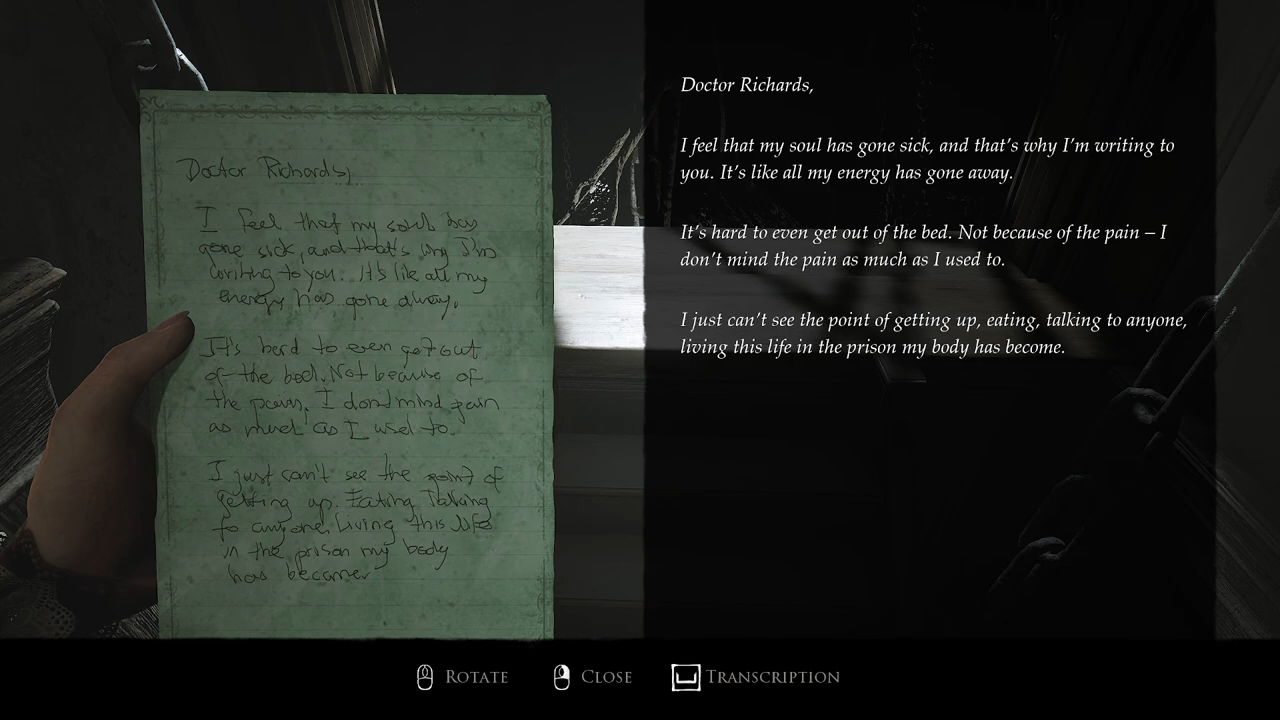 Doctor Richards,
I feel that my soul has
gone sick, and that's why I'm
writing to you. It's like all my
energy has gone away.
It's hard to even get out
of the bed. Not because of
the pain, I don't mind pain
as much as I used to.
I just can't see the point of
getting up. Eating. Talking
to anyone. Living this life
in the prison my body
has become.
Doctor Richards,
I feel that my soul has gone sick, and that's why I'm writing to
you. It's like all my energy has gone away.
It's hard to even get out of the bed. Not because of the pain – I
don't mind the pain as much as I used to.
I just can't see the point of getting up, eating, talking to anyone,
living this life in the prison my body has become.
ROTATE
CLOSE
TRANSCRIPTION